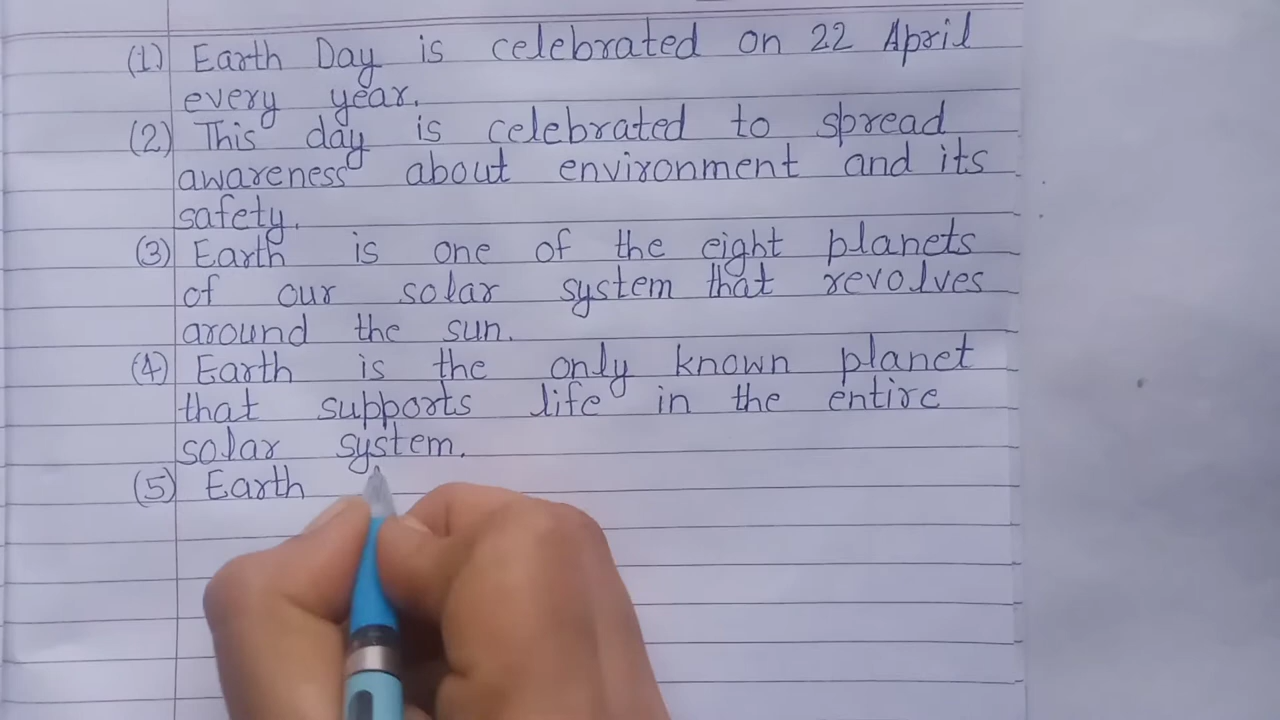 (1) Earth Day is celebrated on 22 April
every year.
(2) This day is celebrated to spread
awareness about environment and its
safety.
(3) Earth is one of the eight planets
of our solar system that revolves
around the sun.
(4) Earth is the only known planet
that supports life in the entire
solar system.
(5) Earth